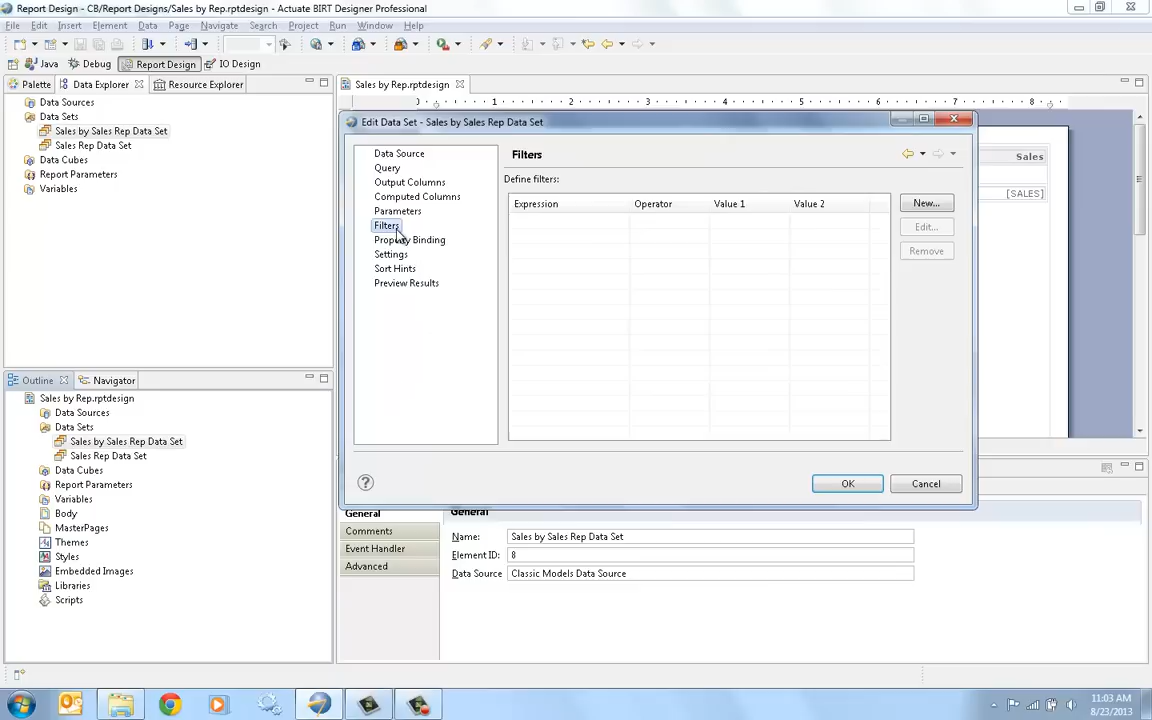 Report Design - CB/Report Designs/Sales by Rep.rptdesign - Actuate BIRT Designer Professional
File Edit Insert Element Data Page Navigate Search Project Run Window Help
Java Debug Report Design IO Design
Palette Data Explorer Resource Explorer
Data Sources
Data Sets
Sales by Sales Rep Data Set
Sales Rep Data Set
Data Cubes
Report Parameters
Variables
Sales by Rep.rptdesign
1 2 3 4 5 6 7 8
Sales
[SALES]
Edit Data Set - Sales by Sales Rep Data Set
Data Source
Query
Output Columns
Computed Columns
Parameters
Filters
Property Binding
Settings
Sort Hints
Preview Results
Filters
Define filters:
Expression Operator Value 1 Value 2
New...
Edit...
Remove
? OK Cancel
Outline Navigator
Sales by Rep.rptdesign
Data Sources
Data Sets
Sales by Sales Rep Data Set
Sales Rep Data Set
Data Cubes
Report Parameters
Variables
Body
MasterPages
Themes
Styles
Embedded Images
Libraries
Scripts
General
Comments
Event Handler
Advanced
General
Name: Sales by Sales Rep Data Set
Element ID: 8
Data Source Classic Models Data Source
11:03 AM
8/23/2013